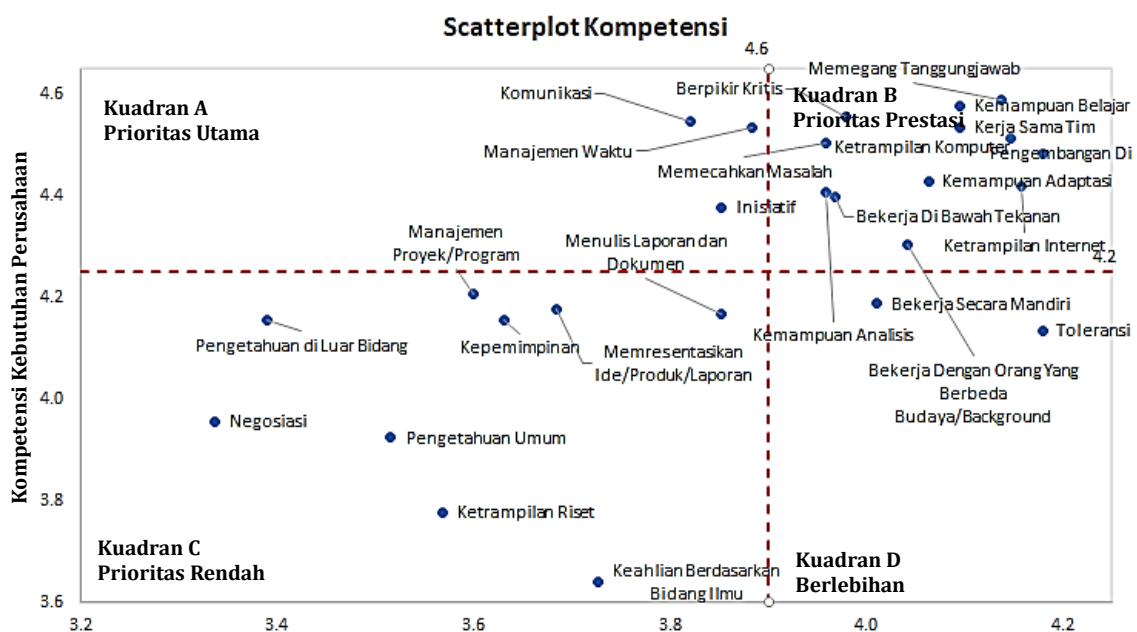 Scatterplot Kompetensi
4.6
Kuadran A
Prioritas Utama
Kuadran B
Prioritas Prestasi
Komunikasi
Berpikir Kritis
Memegang Tanggungjawab
Kemampuan Belajar
Kerja Sama Tim
Manajemen Waktu
Ketrampilan Komputer
Pengembangan Di
Memecahkan Masalah
Kemampuan Adaptasi
Inisiatif
Bekerja Di Bawah Tekanan
Manajemen
Proyek/Program
Menulis Laporan dan
Dokumen
Ketrampilan Internet
4.2
Bekerja Secara Mandiri
Toleransi
Pengetahuan di Luar Bidang
Kepemimpinan
Memresentasikan
Ide/Produk/Laporan
Kemampuan Analisis
Bekerja Dengan Orang Yang
Berbeda
Budaya/Background
Negosiasi
Pengetahuan Umum
Ketrampilan Riset
Keahlian Berdasarkan
Bidang Ilmu
Kuadran C
Prioritas Rendah
Kuadran D
Berlebihan
Kompetensi Kebutuhan Perusahaan
4.6
4.4
4.2
4.0
3.8
3.6
3.2
3.4
3.6
3.8
4.0
4.2